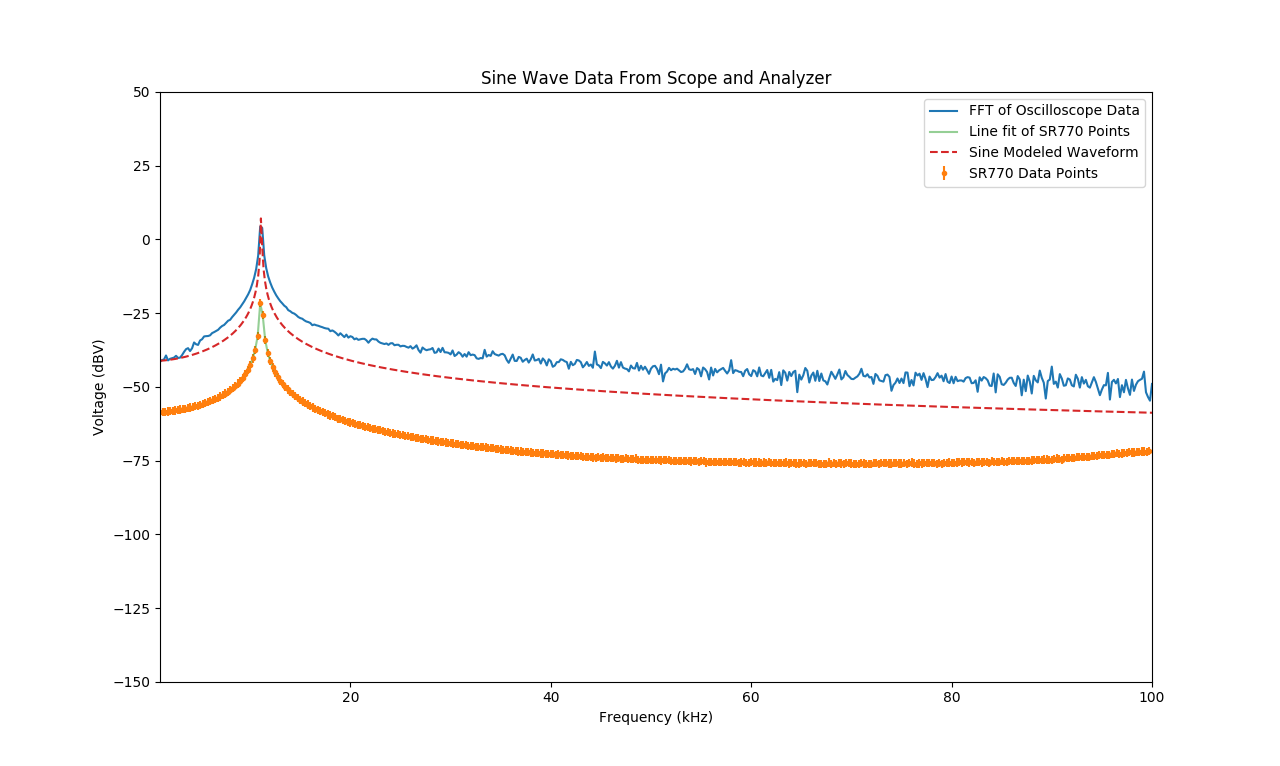 Sine Wave Data From Scope and Analyzer
FFT of Oscilloscope Data
Line fit of SR770 Points
Sine Modeled Waveform
SR770 Data Points
50
25
0
−25
−50
−75
−100
−125
−150
Voltage (dBV)
20 40 60 80 100
Frequency (kHz)